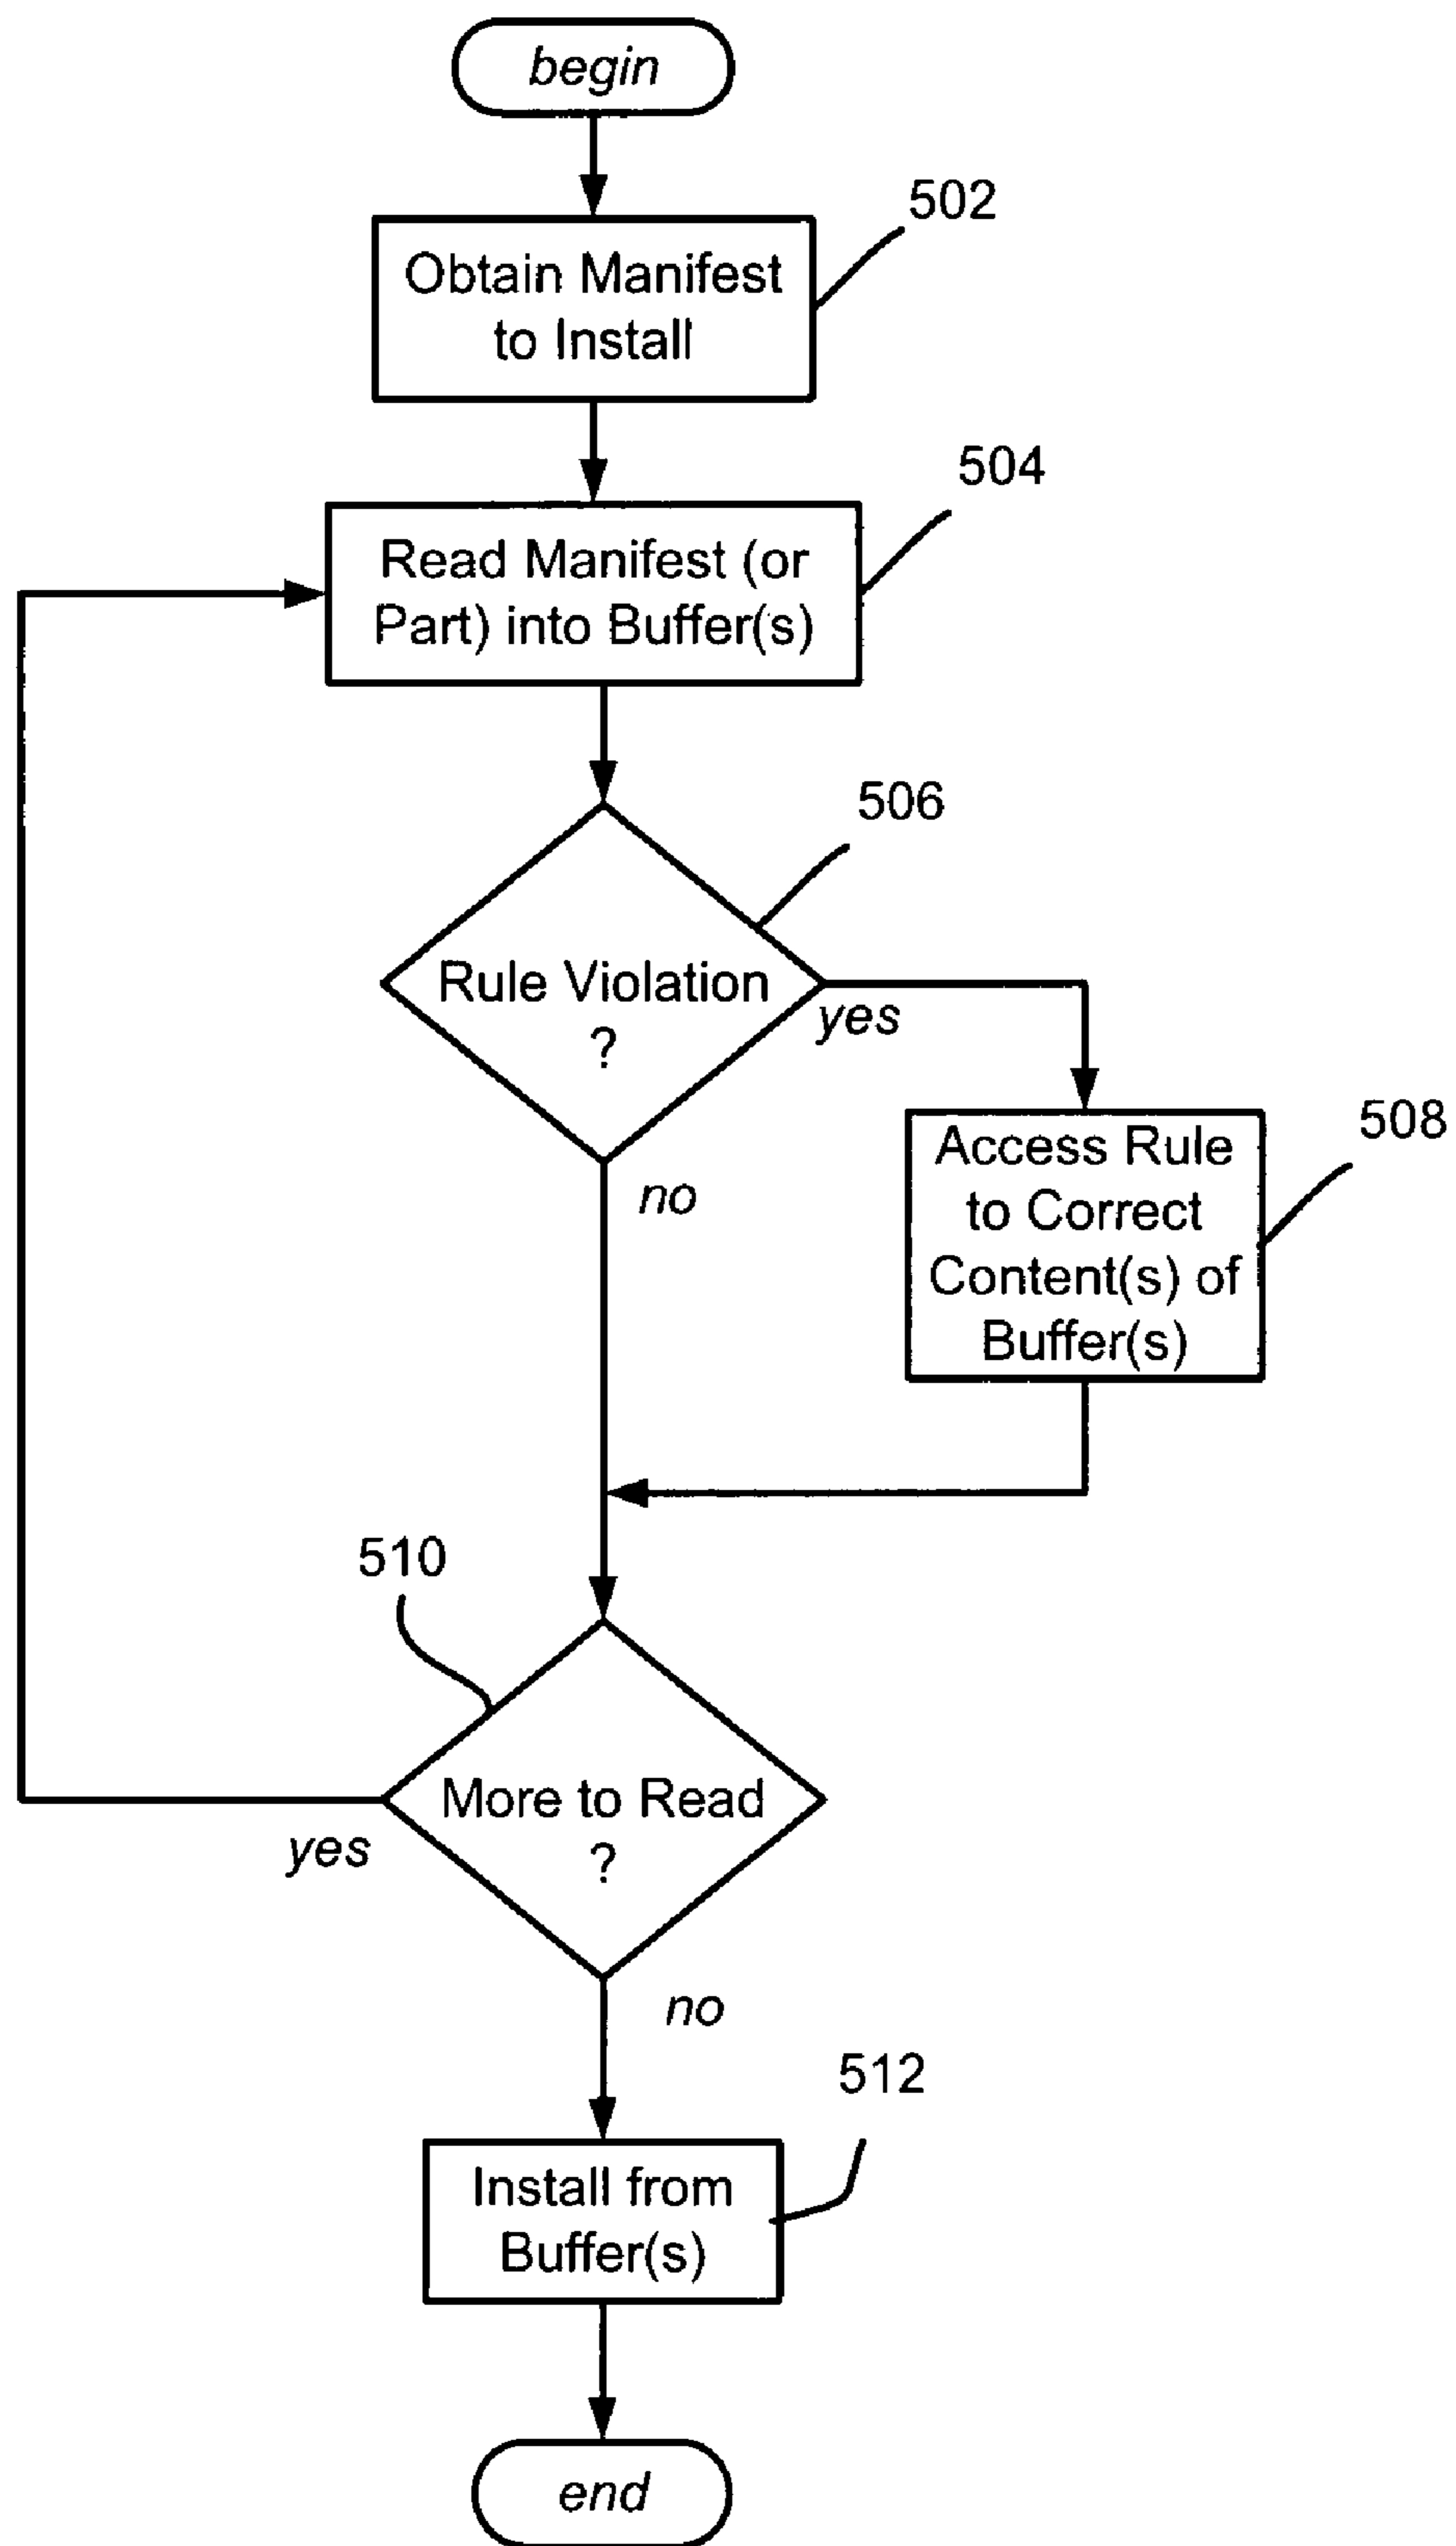 begin
502
Obtain Manifest
to Install
504
Read Manifest (or
Part) into Buffer(s)
506
Rule Violation
?
yes
no
508
Access Rule
to Correct
Content(s) of
Buffer(s)
510
More to Read
?
yes
no
512
Install from
Buffer(s)
end